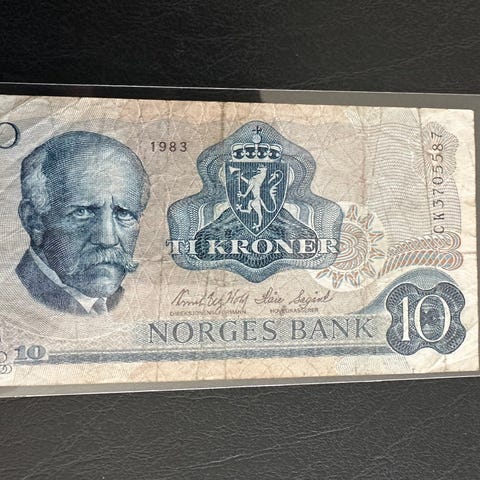 1983
TI KRONER
CK3705587
DIREKSJONENS FORMANN HOVEDKASSERER
NORGES BANK
10
10